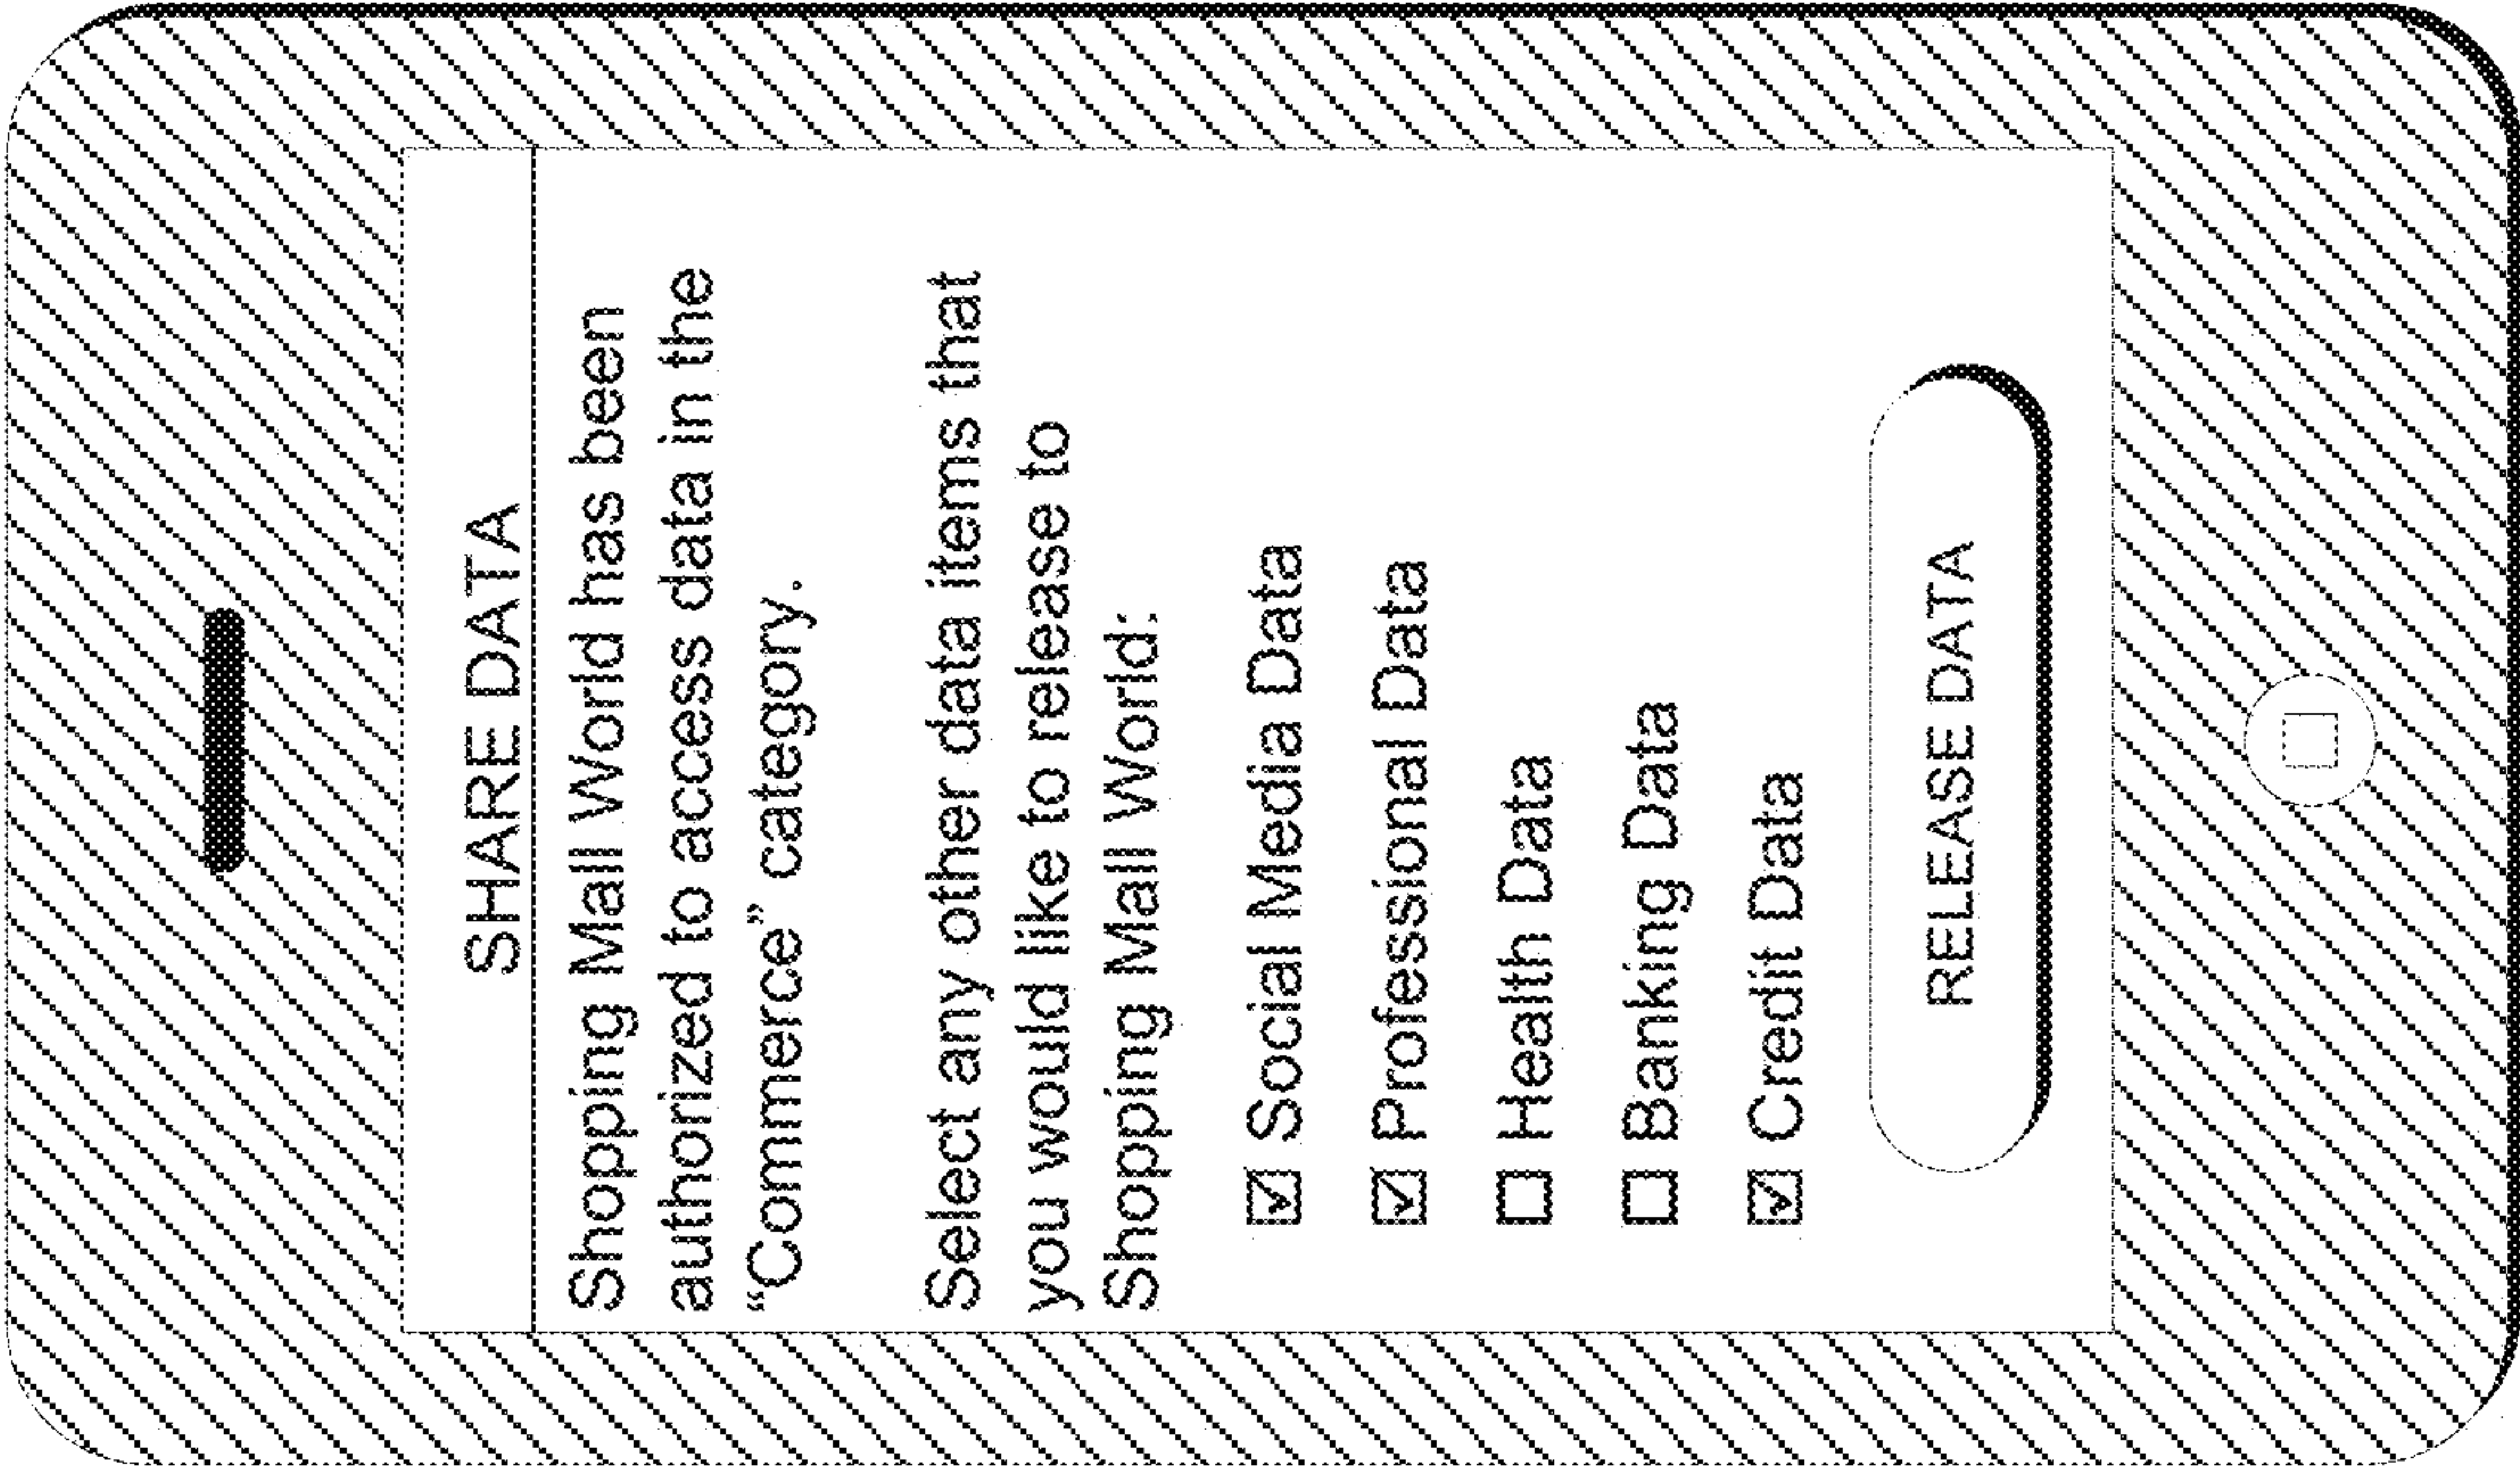 SHARE DATA
Shopping Mall World has been
authorized to access data in the
“Commerce” category.
Select any other data items that
you would like to release to
Shopping Mall World:
☑ Social Media Data
☑ Professional Data
☐ Health Data
☐ Banking Data
☑ Credit Data
RELEASE DATA